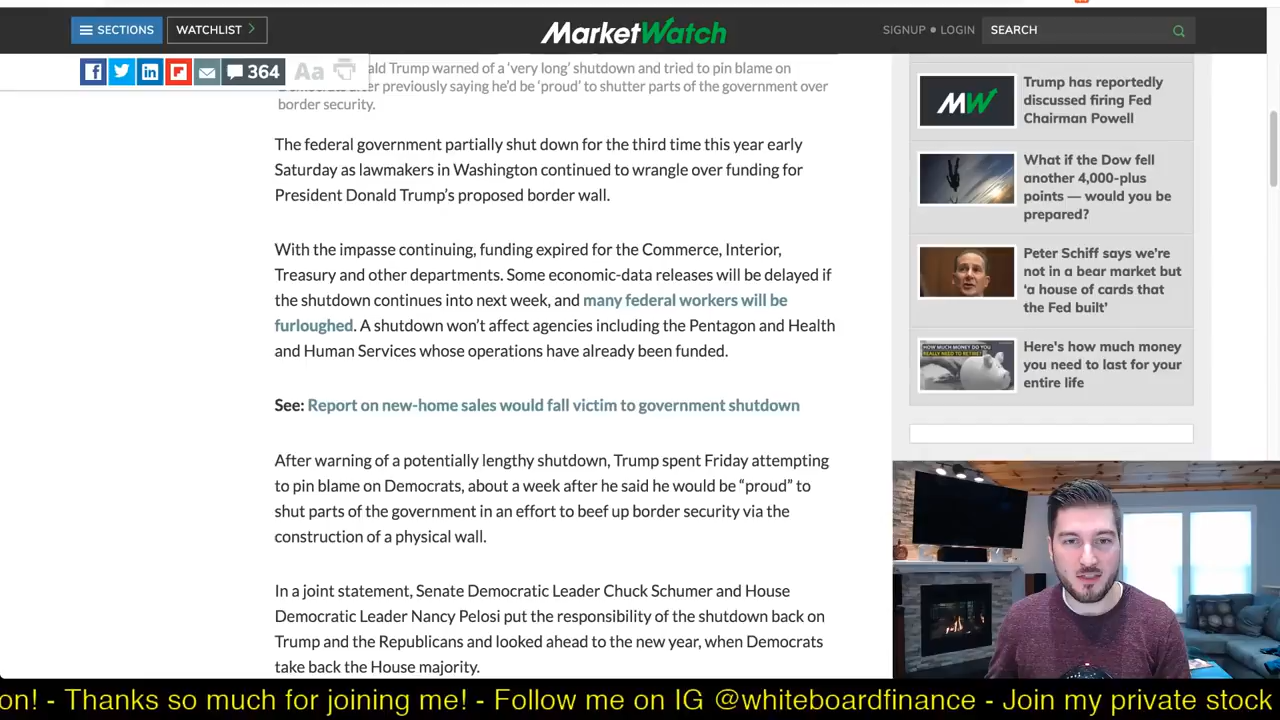 SECTIONS
WATCHLIST
MarketWatch
SIGNUP • LOGIN
SEARCH
364
Aa
ald Trump warned of a ‘very long’ shutdown and tried to pin blame on
er previously saying he’d be ‘proud’ to shutter parts of the government over
border security.
The federal government partially shut down for the third time this year early
Saturday as lawmakers in Washington continued to wrangle over funding for
President Donald Trump’s proposed border wall.
With the impasse continuing, funding expired for the Commerce, Interior,
Treasury and other departments. Some economic-data releases will be delayed if
the shutdown continues into next week, and many federal workers will be
furloughed. A shutdown won’t affect agencies including the Pentagon and Health
and Human Services whose operations have already been funded.
See: Report on new-home sales would fall victim to government shutdown
After warning of a potentially lengthy shutdown, Trump spent Friday attempting
to pin blame on Democrats, about a week after he said he would be “proud” to
shut parts of the government in an effort to beef up border security via the
construction of a physical wall.
In a joint statement, Senate Democratic Leader Chuck Schumer and House
Democratic Leader Nancy Pelosi put the responsibility of the shutdown back on
Trump and the Republicans and looked ahead to the new year, when Democrats
take back the House majority.
MW
Trump has reportedly
discussed firing Fed
Chairman Powell
What if the Dow fell
another 4,000-plus
points — would you be
prepared?
Peter Schiff says we’re
not in a bear market but
‘a house of cards that
the Fed built’
HOW MUCH MONEY DO YOU
REALLY NEED TO RETIRE?
Here's how much money
you need to last for your
entire life
on! - Thanks so much for joining me! - Follow me on IG @whiteboardfinance - Join my private stock